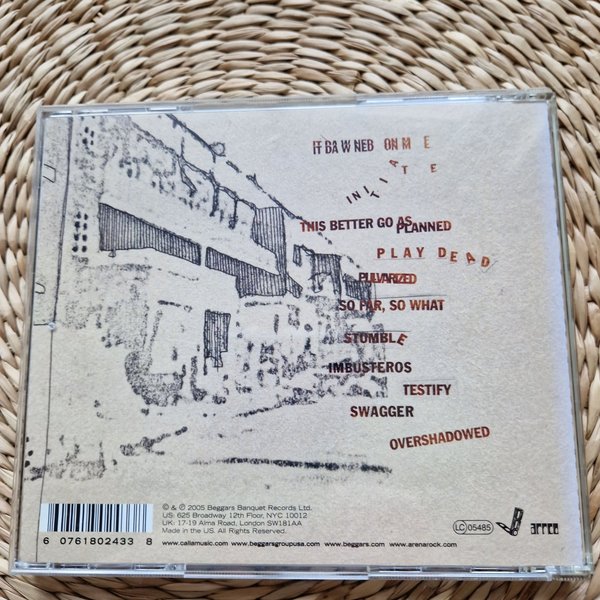 IT DAWNED ON ME
INITIATE
THIS BETTER GO AS PLANNED
PLAY DEAD
PULVARIZED
SO FAR, SO WHAT
STUMBLE
IMBUSTEROS
TESTIFY
SWAGGER
OVERSHADOWED
© & ℗ 2005 Beggars Banquet Records Ltd.
US: 625 Broadway 12th Floor, NYC 10012
UK: 17-19 Alma Road, London SW181AA
Made in the US. All Rights Reserved.
6 0761802433 8
www.callamusic.com www.beggarsgroupusa.com www.beggars.com www.arenarock.com
LC 05485
arrco